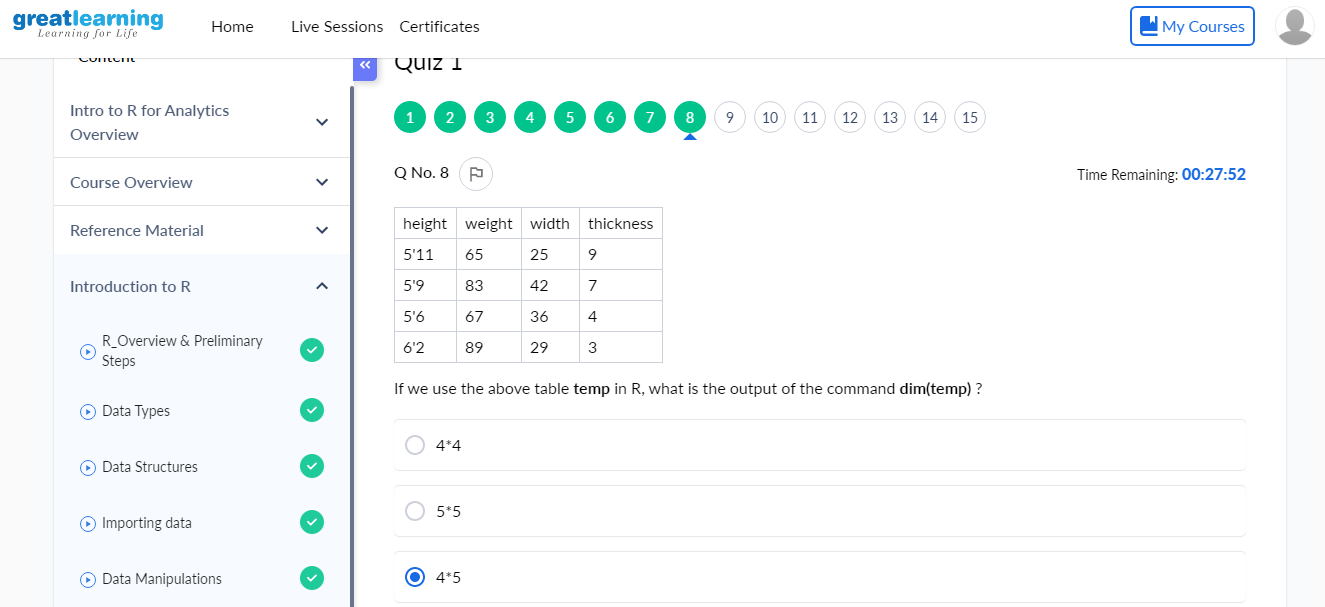 greatlearning
Learning for Life
Home
Live Sessions
Certificates
My Courses
Content
Intro to R for Analytics
Overview
Course Overview
Reference Material
Introduction to R
R_Overview & Preliminary
Steps
Data Types
Data Structures
Importing data
Data Manipulations
Quiz 1
1 2 3 4 5 6 7 8 9 10 11 12 13 14 15
Q No. 8
Time Remaining: 00:27:52
height weight width thickness
5'11 65 25 9
5'9 83 42 7
5'6 67 36 4
6'2 89 29 3
If we use the above table temp in R, what is the output of the command dim(temp) ?
4*4
5*5
4*5